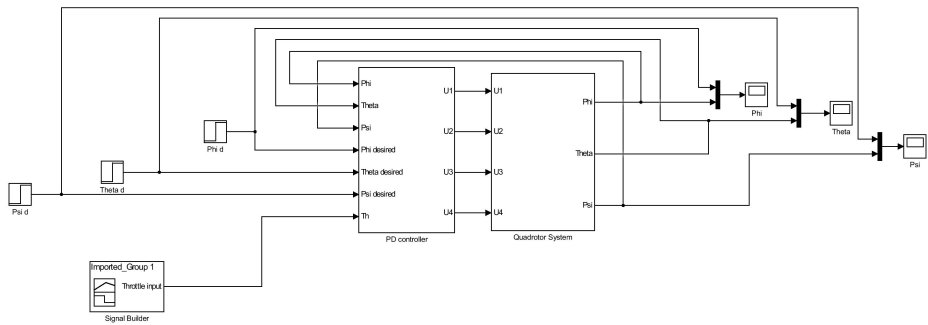 Phi
Theta
Psi
Phi desired
Theta desired
Psi desired
Th
U1
U2
U3
U4
PD controller
U1
U2
U3
U4
Phi
Theta
Psi
Quadrotor System
Phi
Theta
Psi
Phi d
Theta d
Psi d
Imported_Group 1
Throttle input
Signal Builder